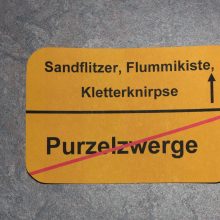 Sandflitzer, Flummikiste,
Kletterknirpse
Purzelzwerge